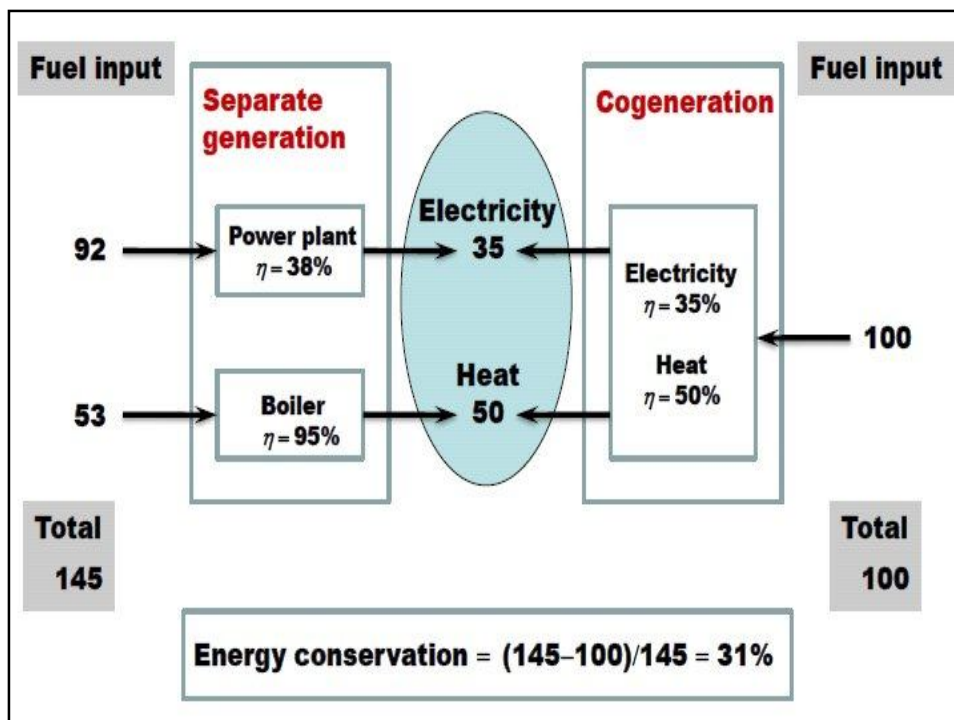 Fuel input
Separate
generation
92
Power plant
η = 38%
53
Boiler
η = 95%
Total
145
Electricity
35
Heat
50
Cogeneration
Electricity
η = 35%
Heat
η = 50%
Fuel input
100
Total
100
Energy conservation = (145–100)/145 = 31%